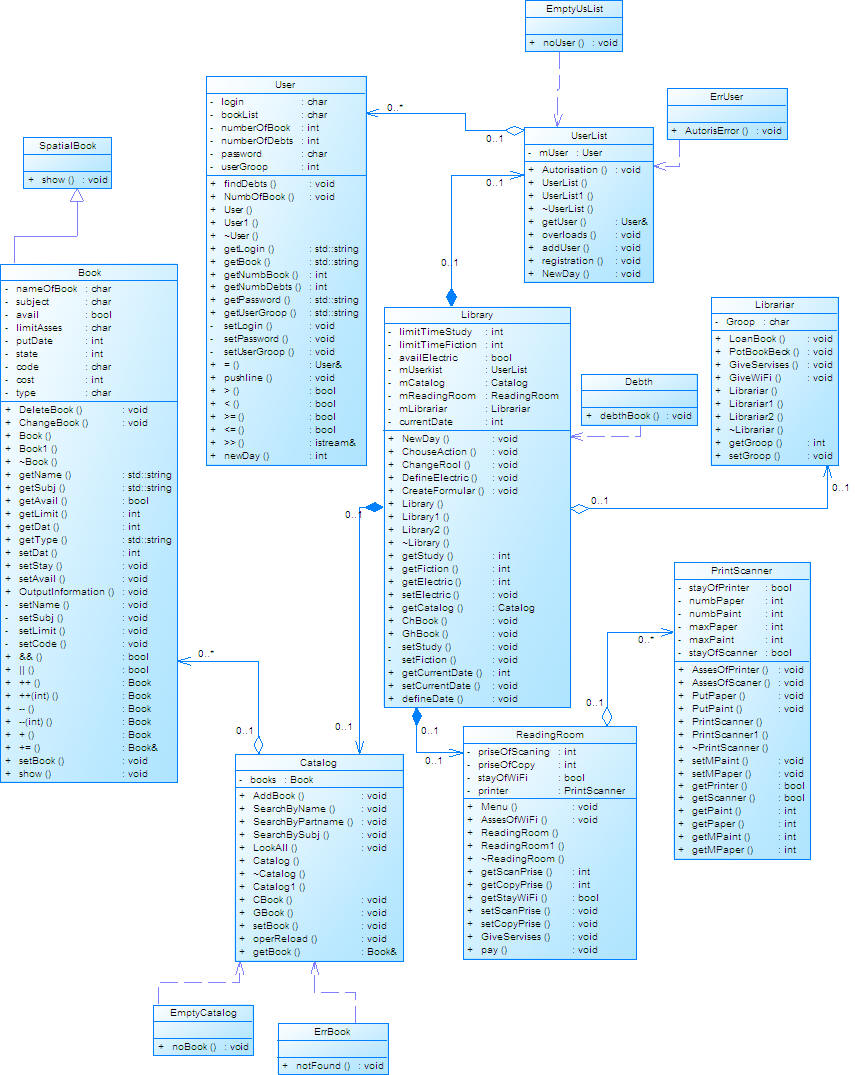 EmptyUsList
+ noUser () : void
ErrUser
+ AutorisError () : void
User
- login : char
- bookList : char
- numberOfBook : int
- numberOfDebts : int
- password : char
- userGroop : int
+ findDebts () : void
+ NumbOfBook () : void
+ User ()
+ User1 ()
+ ~User ()
+ getLogin () : std::string
+ getBook () : std::string
+ getNumbBook () : int
+ getNumbDebts () : int
+ getPassword () : std::string
+ getUserGroop () : std::string
- setLogin () : void
- setPassword () : void
- setUserGroop () : void
+ = () : User&
+ pushline () : void
+ > () : bool
+ < () : bool
+ >= () : bool
+ <= () : bool
+ >> () : istream&
+ newDay () : int
0..*
0..1
UserList
- mUser : User
+ Autorisation () : void
+ UserList ()
+ UserList1 ()
+ ~UserList ()
+ getUser () : User&
+ overloads () : void
+ addUser () : void
+ registration () : void
+ NewDay () : void
0..1
0..1
SpatialBook
+ show () : void
Book
- nameOfBook : char
- subject : char
- avail : bool
- limitAsses : char
- putDate : int
- state : int
- code : char
- cost : int
- type : char
+ DeleteBook () : void
+ ChangeBook () : void
+ Book ()
+ Book1 ()
+ ~Book ()
+ getName () : std::string
+ getSubj () : std::string
+ getAvail () : bool
+ getLimit () : int
+ getDat () : int
+ getType () : std::string
+ setDat () : int
+ setStay () : void
+ setAvail () : void
+ OutputInformation () : void
- setName () : void
- setSubj () : void
- setLimit () : void
- setCode () : void
+ && () : bool
+ || () : bool
+ ++ () : Book
+ ++(int) () : Book
+ -- () : Book
+ --(int) () : Book
+ + () : Book
+ += () : Book&
+ setBook () : void
+ show () : void
Library
- limitTimeStudy : int
- limitTimeFiction : int
- availElectric : bool
- mUserkist : UserList
- mCatalog : Catalog
- mReadingRoom : ReadingRoom
- mLibrariar : Librariar
- currentDate : int
+ NewDay () : void
+ ChouseAction () : void
+ ChangeRool () : void
+ DefineElectric () : void
+ CreateFormular () : void
+ Library ()
+ Library1 ()
+ Library2 ()
+ ~Library ()
+ getStudy () : int
+ getFiction () : int
+ getElectric () : int
+ setElectric () : void
+ getCatalog () : Catalog
+ ChBook () : void
+ GhBook () : void
- setStudy () : void
- setFiction () : void
+ getCurrentDate () : int
+ setCurrentDate () : void
+ defineDate () : void
Debth
+ debthBook () : void
Librariar
- Groop : char
+ LoanBook () : void
+ PotBookBeck () : void
+ GiveServises () : void
+ GiveWiFi () : void
+ Librariar ()
+ Librariar1 ()
+ Librariar2 ()
+ ~Librariar ()
+ getGroop () : int
+ setGroop () : void
0..1
0..1
0..1
0..1
PrintScanner
- stayOfPrinter : bool
- numbPaper : int
- numbPaint : int
- maxPaper : int
- maxPaint : int
- stayOfScanner : bool
+ AssesOfPrinter () : void
+ AssesOfScaner () : void
+ PutPaper () : void
+ PutPaint () : void
+ PrintScanner ()
+ PrintScanner1 ()
+ ~PrintScanner ()
+ setMPaint () : void
+ setMPaper () : void
+ getPrinter () : bool
+ getScanner () : bool
+ getPaint () : int
+ getPaper () : int
+ getMPaint () : int
+ getMPaper () : int
0..*
0..1
0..*
0..1
0..1
0..1
Catalog
- books : Book
+ AddBook () : void
+ SearchByName () : void
+ SearchByPartname () : void
+ SearchBySubj () : void
+ LookAll () : void
+ Catalog ()
+ ~Catalog ()
+ Catalog1 ()
+ CBook () : void
+ GBook () : void
+ setBook () : void
+ operReload () : void
+ getBook () : Book&
ReadingRoom
- priseOfScaning : int
- priseOfCopy : int
- stayOfWiFi : bool
- printer : PrintScanner
+ Menu () : void
+ AssesOfWiFi () : void
+ ReadingRoom ()
+ ReadingRoom1 ()
+ ~ReadingRoom ()
+ getScanPrise () : int
+ getCopyPrise () : int
+ getStayWiFi () : bool
+ setScanPrise () : void
+ setCopyPrise () : void
+ GiveServises () : void
+ pay () : void
EmptyCatalog
+ noBook () : void
ErrBook
+ notFound () : void